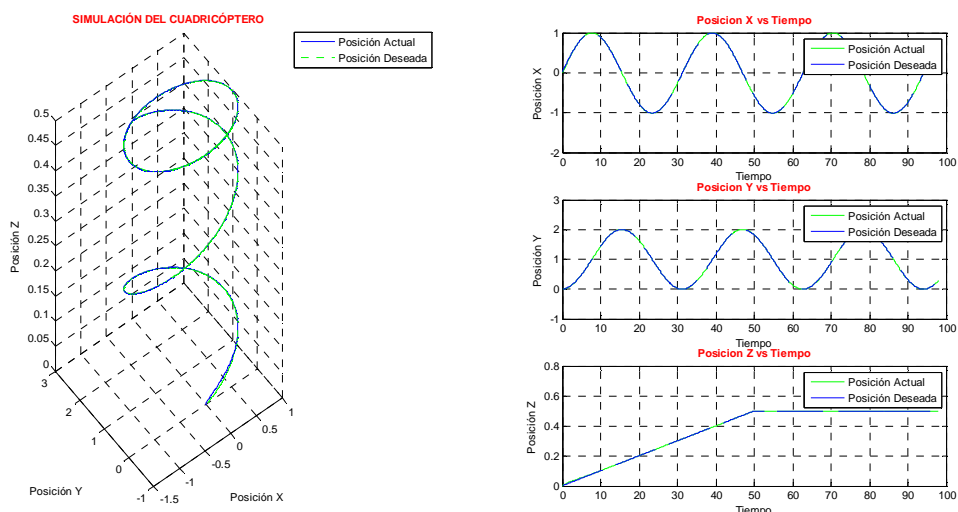 SIMULACIÓN DEL CUADRICÓPTERO
Posición Actual
Posición Deseada
0.5
0.45
0.4
0.35
0.3
0.25
0.2
0.15
0.1
0.05
0
Posición Z
3
2
1
0
-1
Posición Y
-1.5
-1
-0.5
0
0.5
1
Posición X
Posicion X vs Tiempo
Posición Actual
Posición Deseada
1
0
-1
-2
Posición X
0 10 20 30 40 50 60 70 80 90 100
Tiempo
Posicion Y vs Tiempo
Posición Actual
Posición Deseada
3
2
1
0
-1
Posición Y
0 10 20 30 40 50 60 70 80 90 100
Tiempo
Posicion Z vs Tiempo
Posición Actual
Posición Deseada
0.8
0.6
0.4
0.2
0
Posición Z
0 10 20 30 40 50 60 70 80 90 100
Tiempo